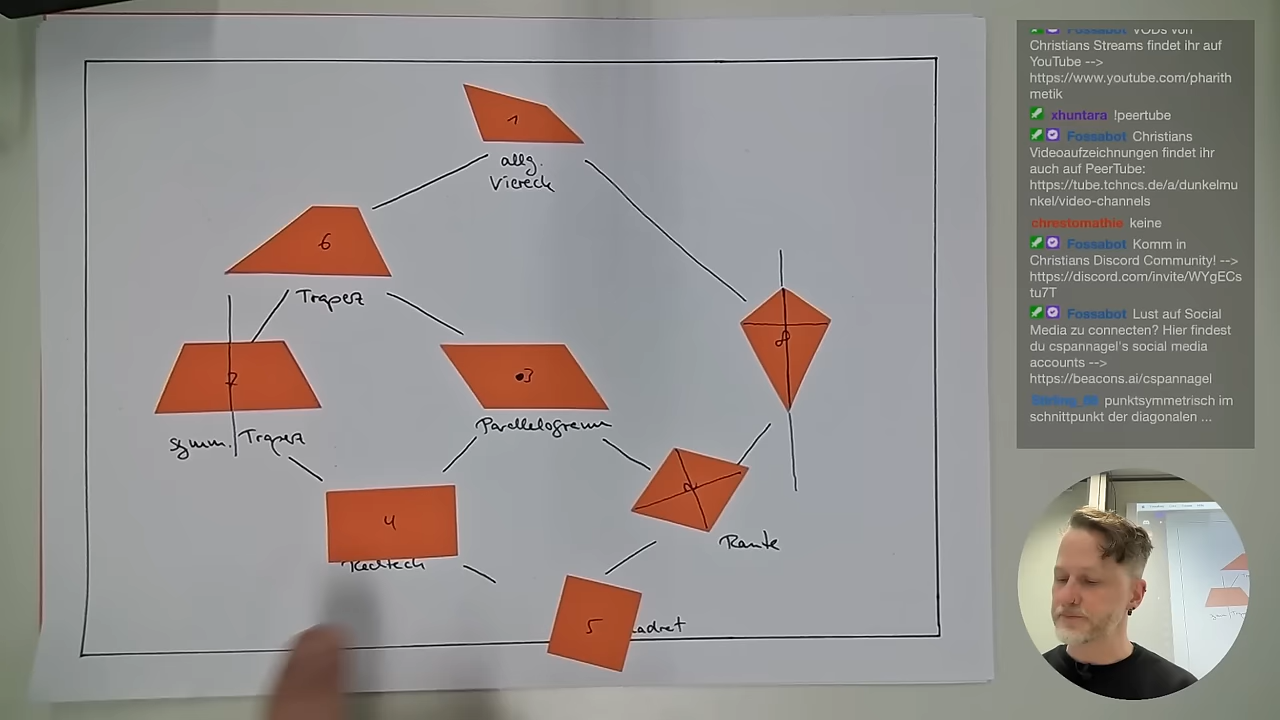 1
allg.
Viereck
6
Trapez
7
symm. Trapez
3
Parallelogramm
8
4
Rechteck
2
Raute
5
adrat
Fossabot VODs von
Christians Streams findet ihr auf
YouTube -->
https://www.youtube.com/pharith
metik
xhuntara !peertube
Fossabot Christians
Videoaufzeichnungen findet ihr
auch auf PeerTube:
https://tube.tchncs.de/a/dunkelmu
nkel/video-channels
chrestomathie keine
Fossabot Komm in
Christians Discord Community! -->
https://discord.com/invite/WYgECs
tu7T
Fossabot Lust auf Social
Media zu connecten? Hier findest
du cspannagel's social media
accounts -->
https://beacons.ai/cspannagel
punktsymmetrisch im
schnittpunkt der diagonalen ...